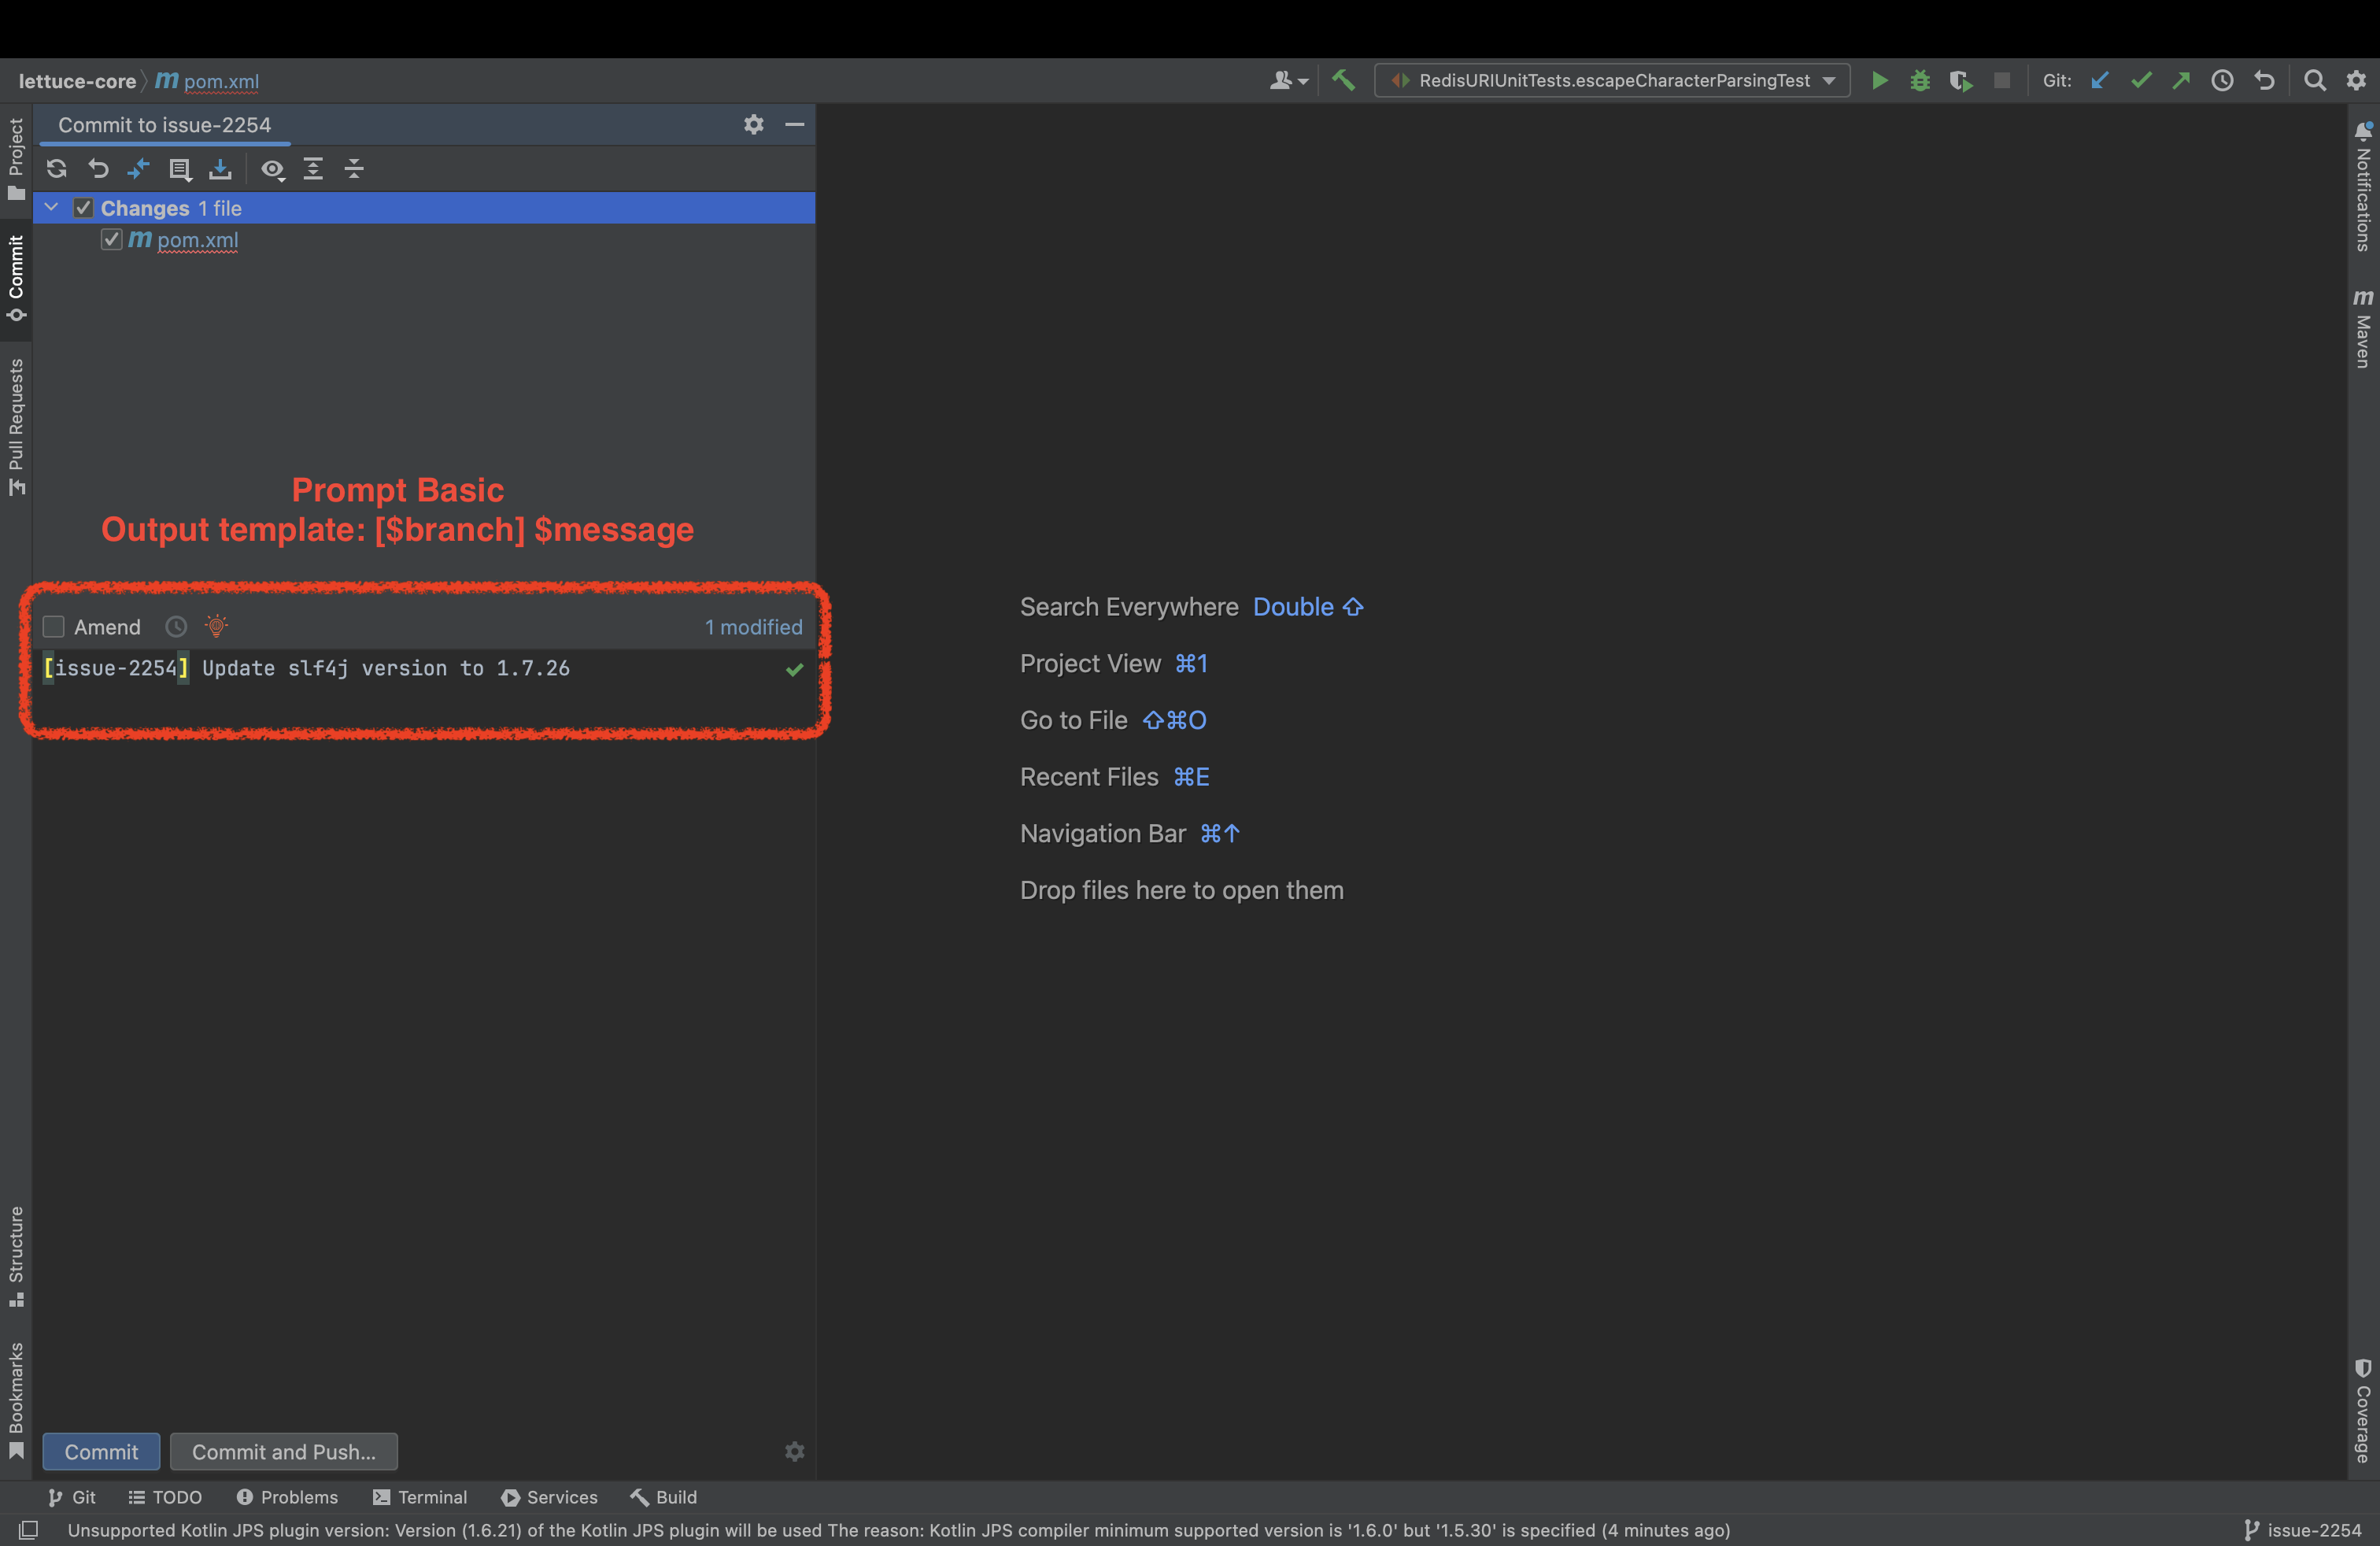 lettuce-core
m pom.xml
RedisURIUnitTests.escapeCharacterParsingTest
Git:
Project
Commit
Pull Requests
Structure
Bookmarks
Commit to issue-2254
Changes 1 file
m pom.xml
Prompt Basic
Output template: [$branch] $message
Amend
1 modified
[issue-2254] Update slf4j version to 1.7.26
Search Everywhere Double ⇧
Project View ⌘1
Go to File ⇧⌘O
Recent Files ⌘E
Navigation Bar ⌘↑
Drop files here to open them
Notifications
m Maven
Coverage
Commit
Commit and Push...
Git
TODO
Problems
Terminal
Services
Build
Unsupported Kotlin JPS plugin version: Version (1.6.21) of the Kotlin JPS plugin will be used The reason: Kotlin JPS compiler minimum supported version is '1.6.0' but '1.5.30' is specified (4 minutes ago)
issue-2254